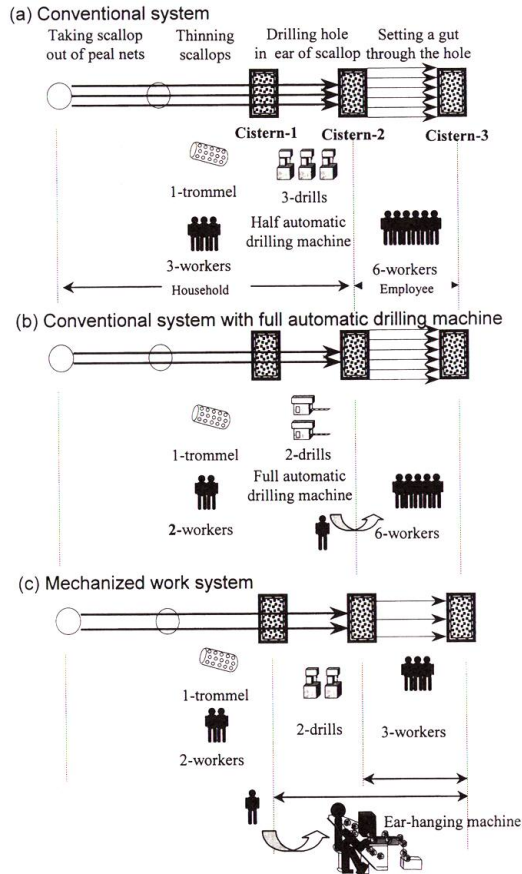 (a) Conventional system
Taking scallop out of peal nets
Thinning scallops
Drilling hole in ear of scallop
Setting a gut through the hole
Cistern-1
Cistern-2
Cistern-3
1-trommel
3-drills
Half automatic drilling machine
3-workers
6-workers
Household
Employee
(b) Conventional system with full automatic drilling machine
1-trommel
2-drills
Full automatic drilling machine
2-workers
6-workers
(c) Mechanized work system
1-trommel
2-drills
3-workers
2-workers
Ear-hanging machine